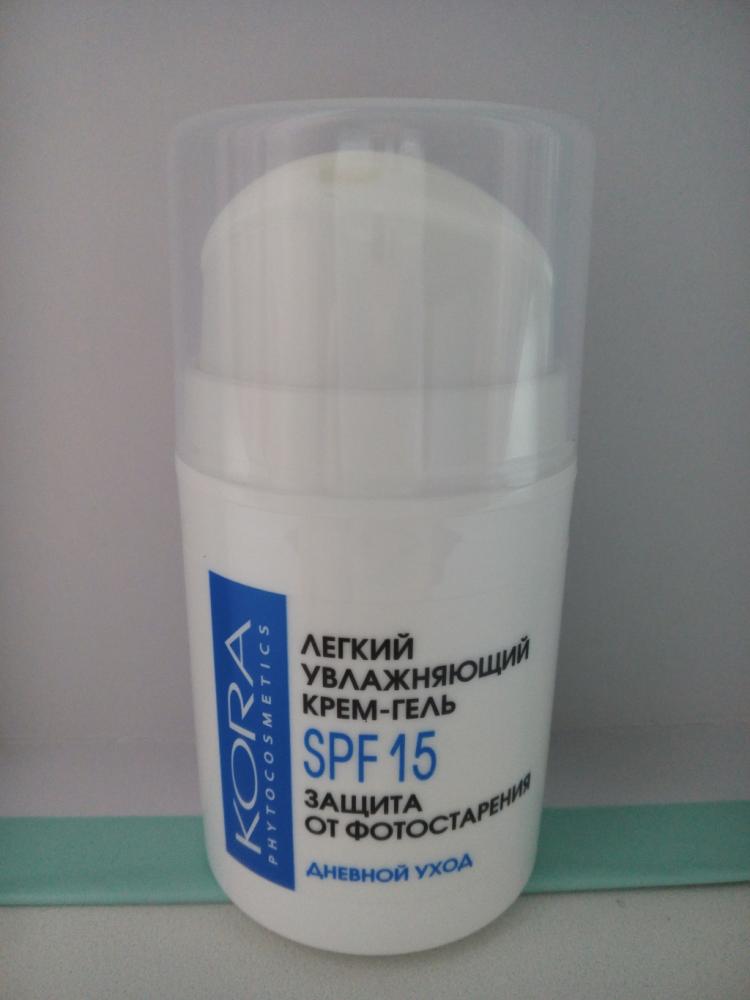 KORA
PHYTOCOSMETICS
ЛЕГКИЙ
УВЛАЖНЯЮЩИЙ
КРЕМ-ГЕЛЬ
SPF 15
ЗАЩИТА
ОТ ФОТОСТАРЕНИЯ
ДНЕВНОЙ УХОД